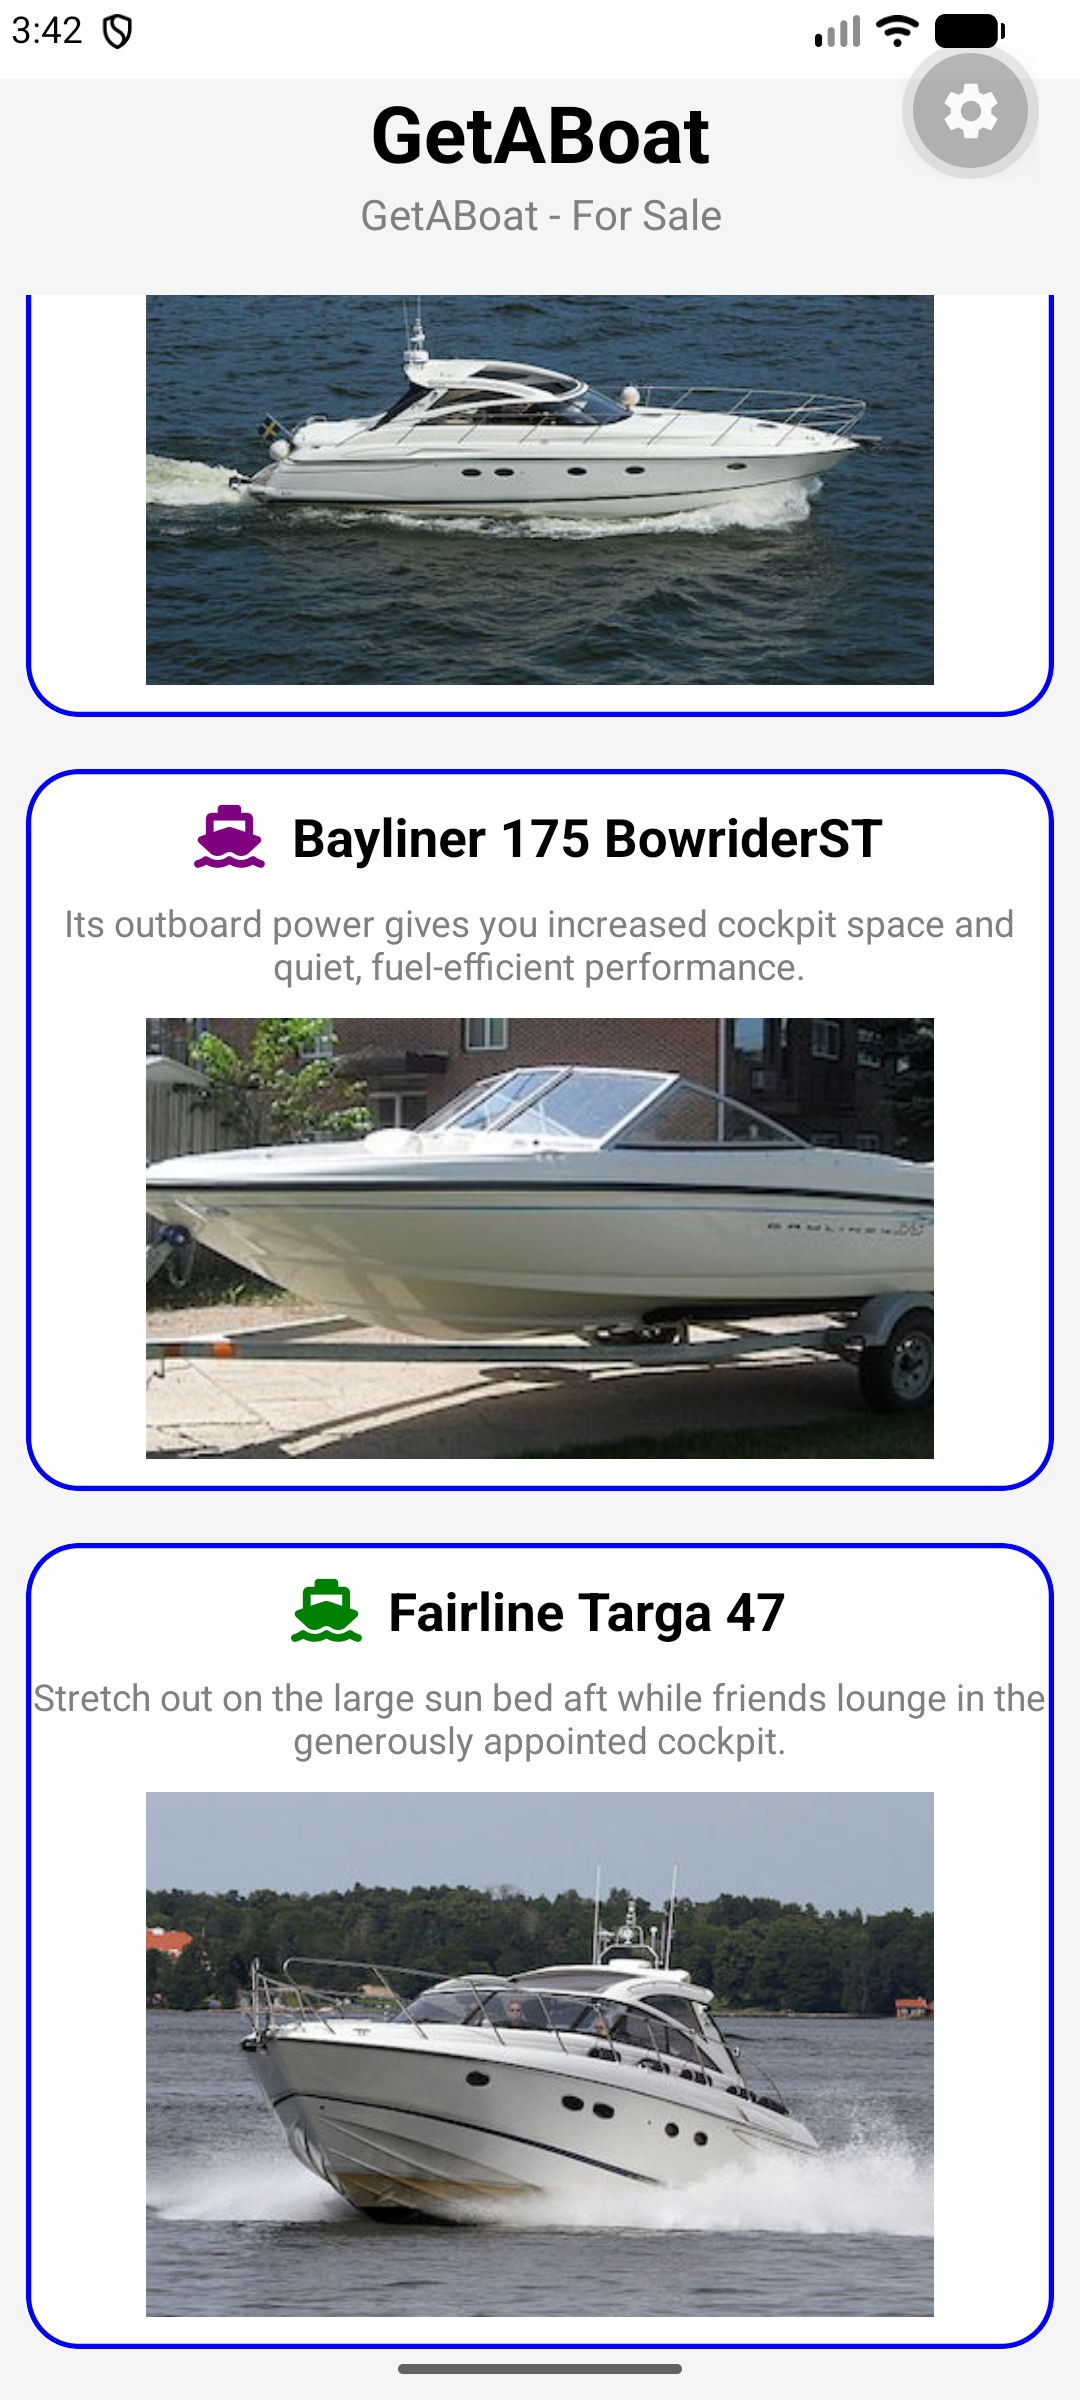 3:42
GetABoat
GetABoat - For Sale
Bayliner 175 BowriderST
Its outboard power gives you increased cockpit space and
quiet, fuel-efficient performance.
BAYLINER
Fairline Targa 47
Stretch out on the large sun bed aft while friends lounge in the
generously appointed cockpit.